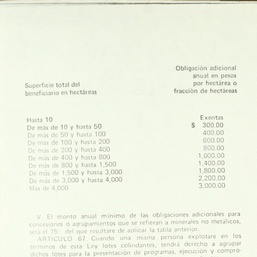 Obligación adicional
anual en pesos
por hectárea o
fracción de hectáreas
Superficie total del
beneficiario en hectáreas
Hasta 10 Exentos
De más de 10 y hasta 50 $ 300.00
De más de 50 y hasta 100 400.00
De más de 100 y hasta 200 600.00
De más de 200 y hasta 400 800.00
De más de 400 y hasta 800 1,000.00
De más de 800 y hasta 1,500 1,400.00
De más de 1,500 y hasta 3,000 1,800.00
De más de 3,000 y hasta 4,000 2,200.00
Más de 4,000 3,000.00
V. El monto anual mínimo de las obligaciones adicionales para
concesiones o agrupamientos que se refieran a minerales no metálicos,
será el 75 del que resultare de aplicar la tabla anterior.
ARTICULO 67. Cuando una misma persona explotare en los
términos de esta Ley lotes colindantes, tendrá derecho a agrupar
dichos lotes para la presentación de programas, ejecución y compro-